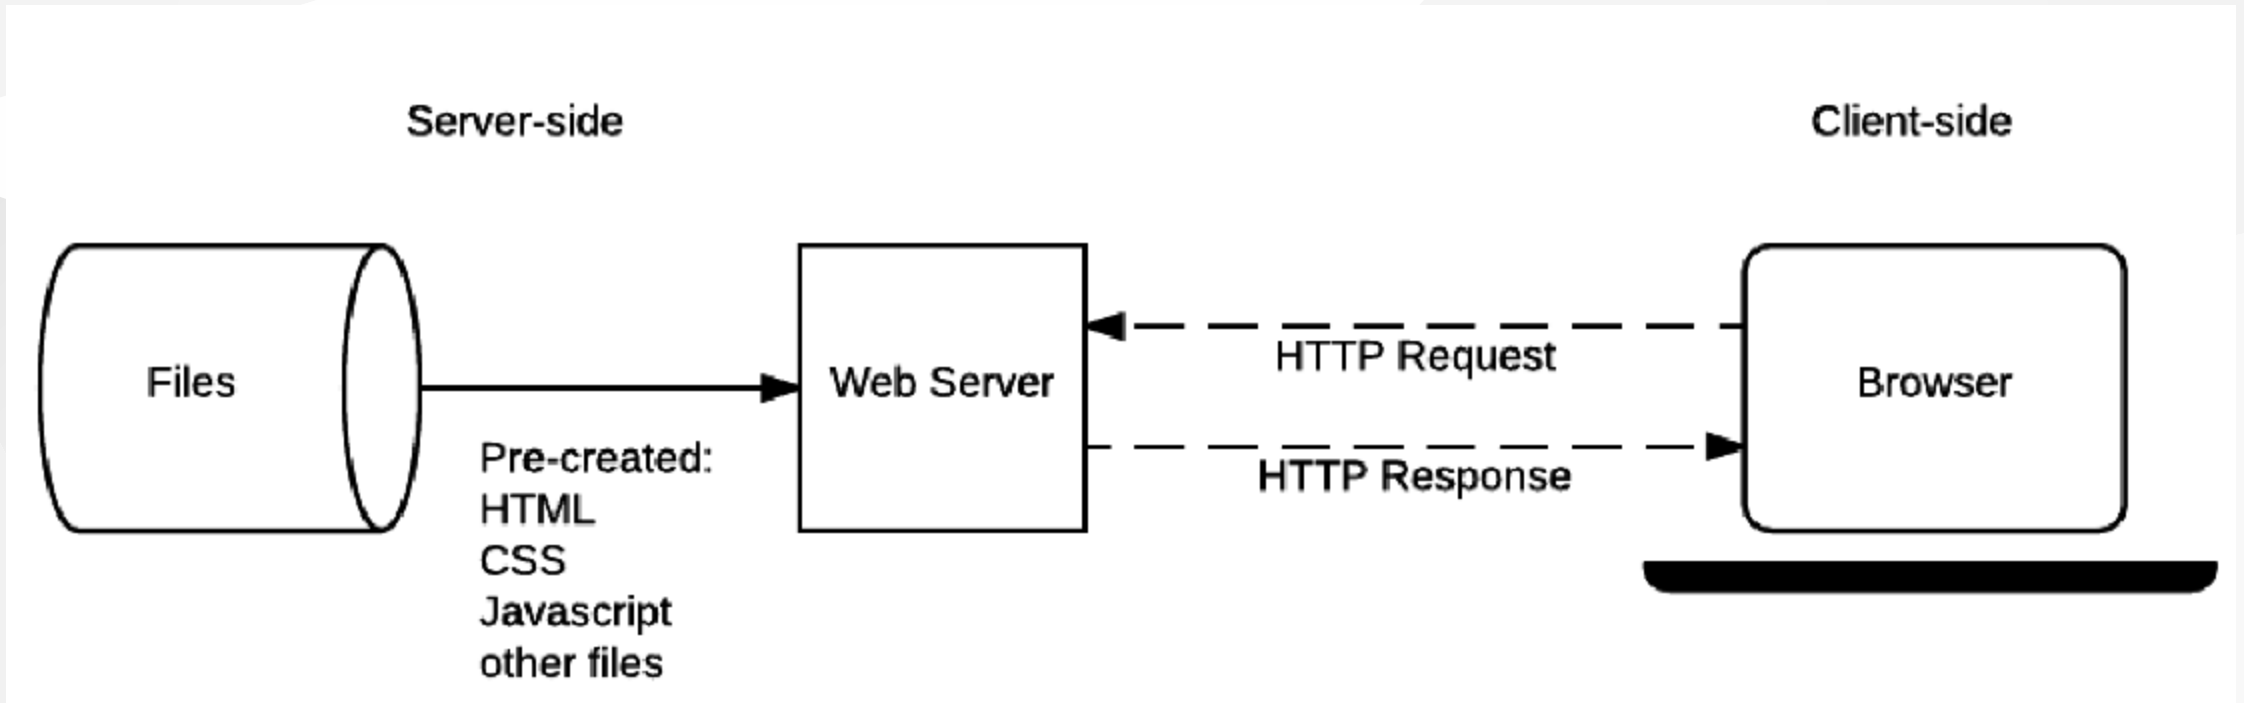 Server-side
Client-side
Files
Web Server
HTTP Request
HTTP Response
Browser
Pre-created:
HTML
CSS
Javascript
other files